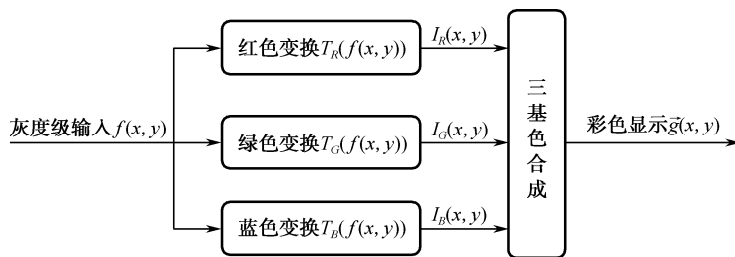 红色变换T_R(f(x, y))
I_R(x, y)
灰度级输入f(x, y)
绿色变换T_G(f(x, y))
I_G(x, y)
三基色合成
彩色显示g⃗(x, y)
蓝色变换T_B(f(x, y))
I_B(x, y)